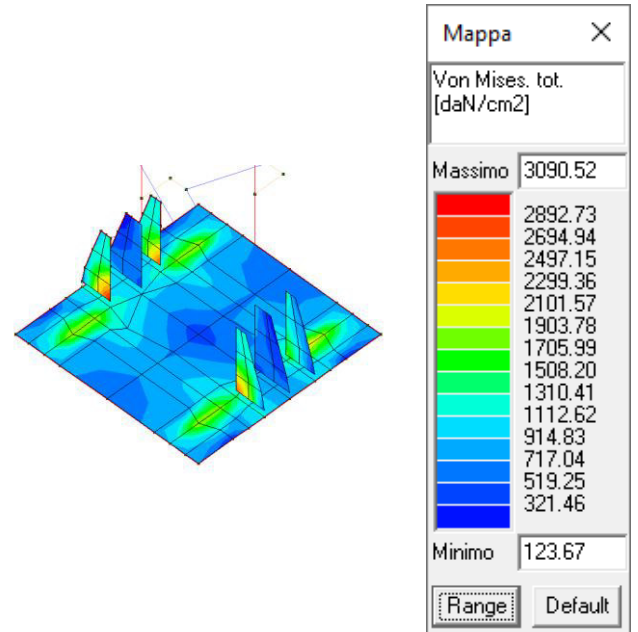 Mappa
Von Mises. tot.
[daN/cm2]
Massimo 3090.52
2892.73
2694.94
2497.15
2299.36
2101.57
1903.78
1705.99
1508.20
1310.41
1112.62
914.83
717.04
519.25
321.46
Minimo 123.67
Range Default